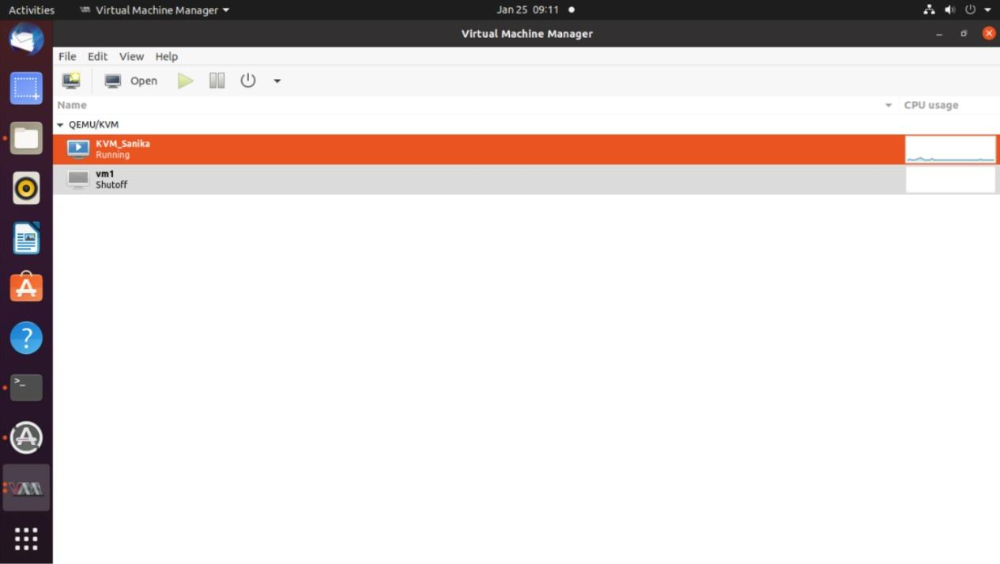 Activities Virtual Machine Manager Jan 25 09:11
Virtual Machine Manager
File Edit View Help
Open
Name CPU usage
QEMU/KVM
KVM_Sanika
Running
vm1
Shutoff